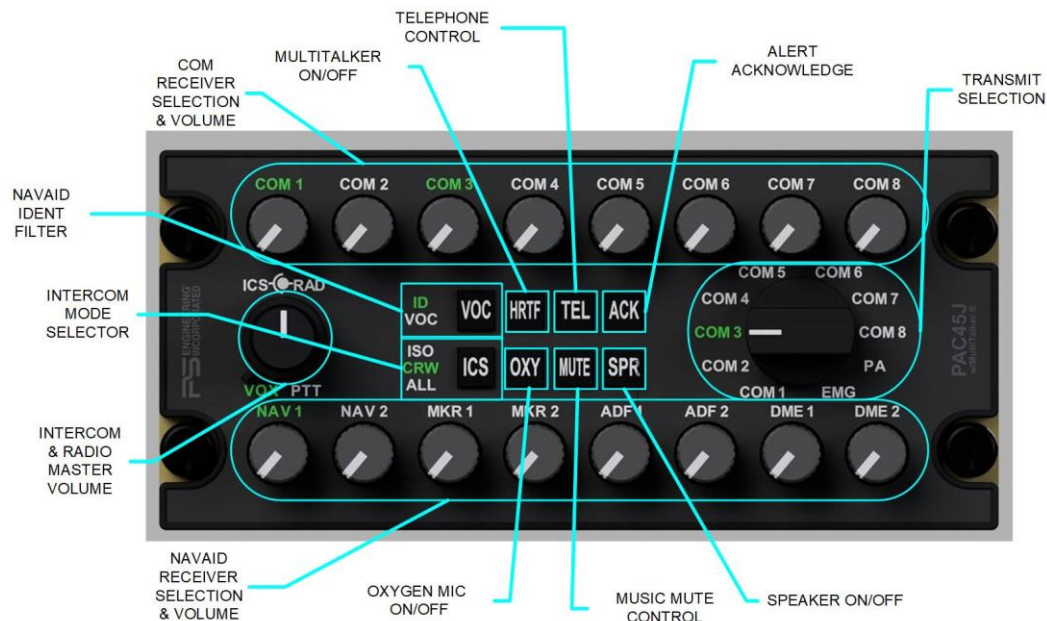 TELEPHONE
CONTROL
MULTITALKER
ON/OFF
ALERT
ACKNOWLEDGE
COM
RECEIVER
SELECTION
& VOLUME
TRANSMIT
SELECTION
COM 1 COM 2 COM 3 COM 4 COM 5 COM 6 COM 7 COM 8
NAVAID
IDENT
FILTER
ICS RAD
ID
VOC
VOC HRTF TEL ACK
COM 5 COM 6
COM 4 COM 7
COM 3 COM 8
COM 2 PA
COM 1 EMG
INTERCOM
MODE
SELECTOR
PS ENGINEERING
INCORPORATED
ISO
CRW
ALL
ICS OXY MUTE SPR
PAC45J
w/MultiTalker®
VOX PTT
NAV 1 NAV 2 MKR 1 MKR 2 ADF 1 ADF 2 DME 1 DME 2
INTERCOM
& RADIO
MASTER
VOLUME
NAVAID
RECEIVER
SELECTION
& VOLUME
OXYGEN MIC
ON/OFF
MUSIC MUTE
CONTROL
SPEAKER ON/OFF